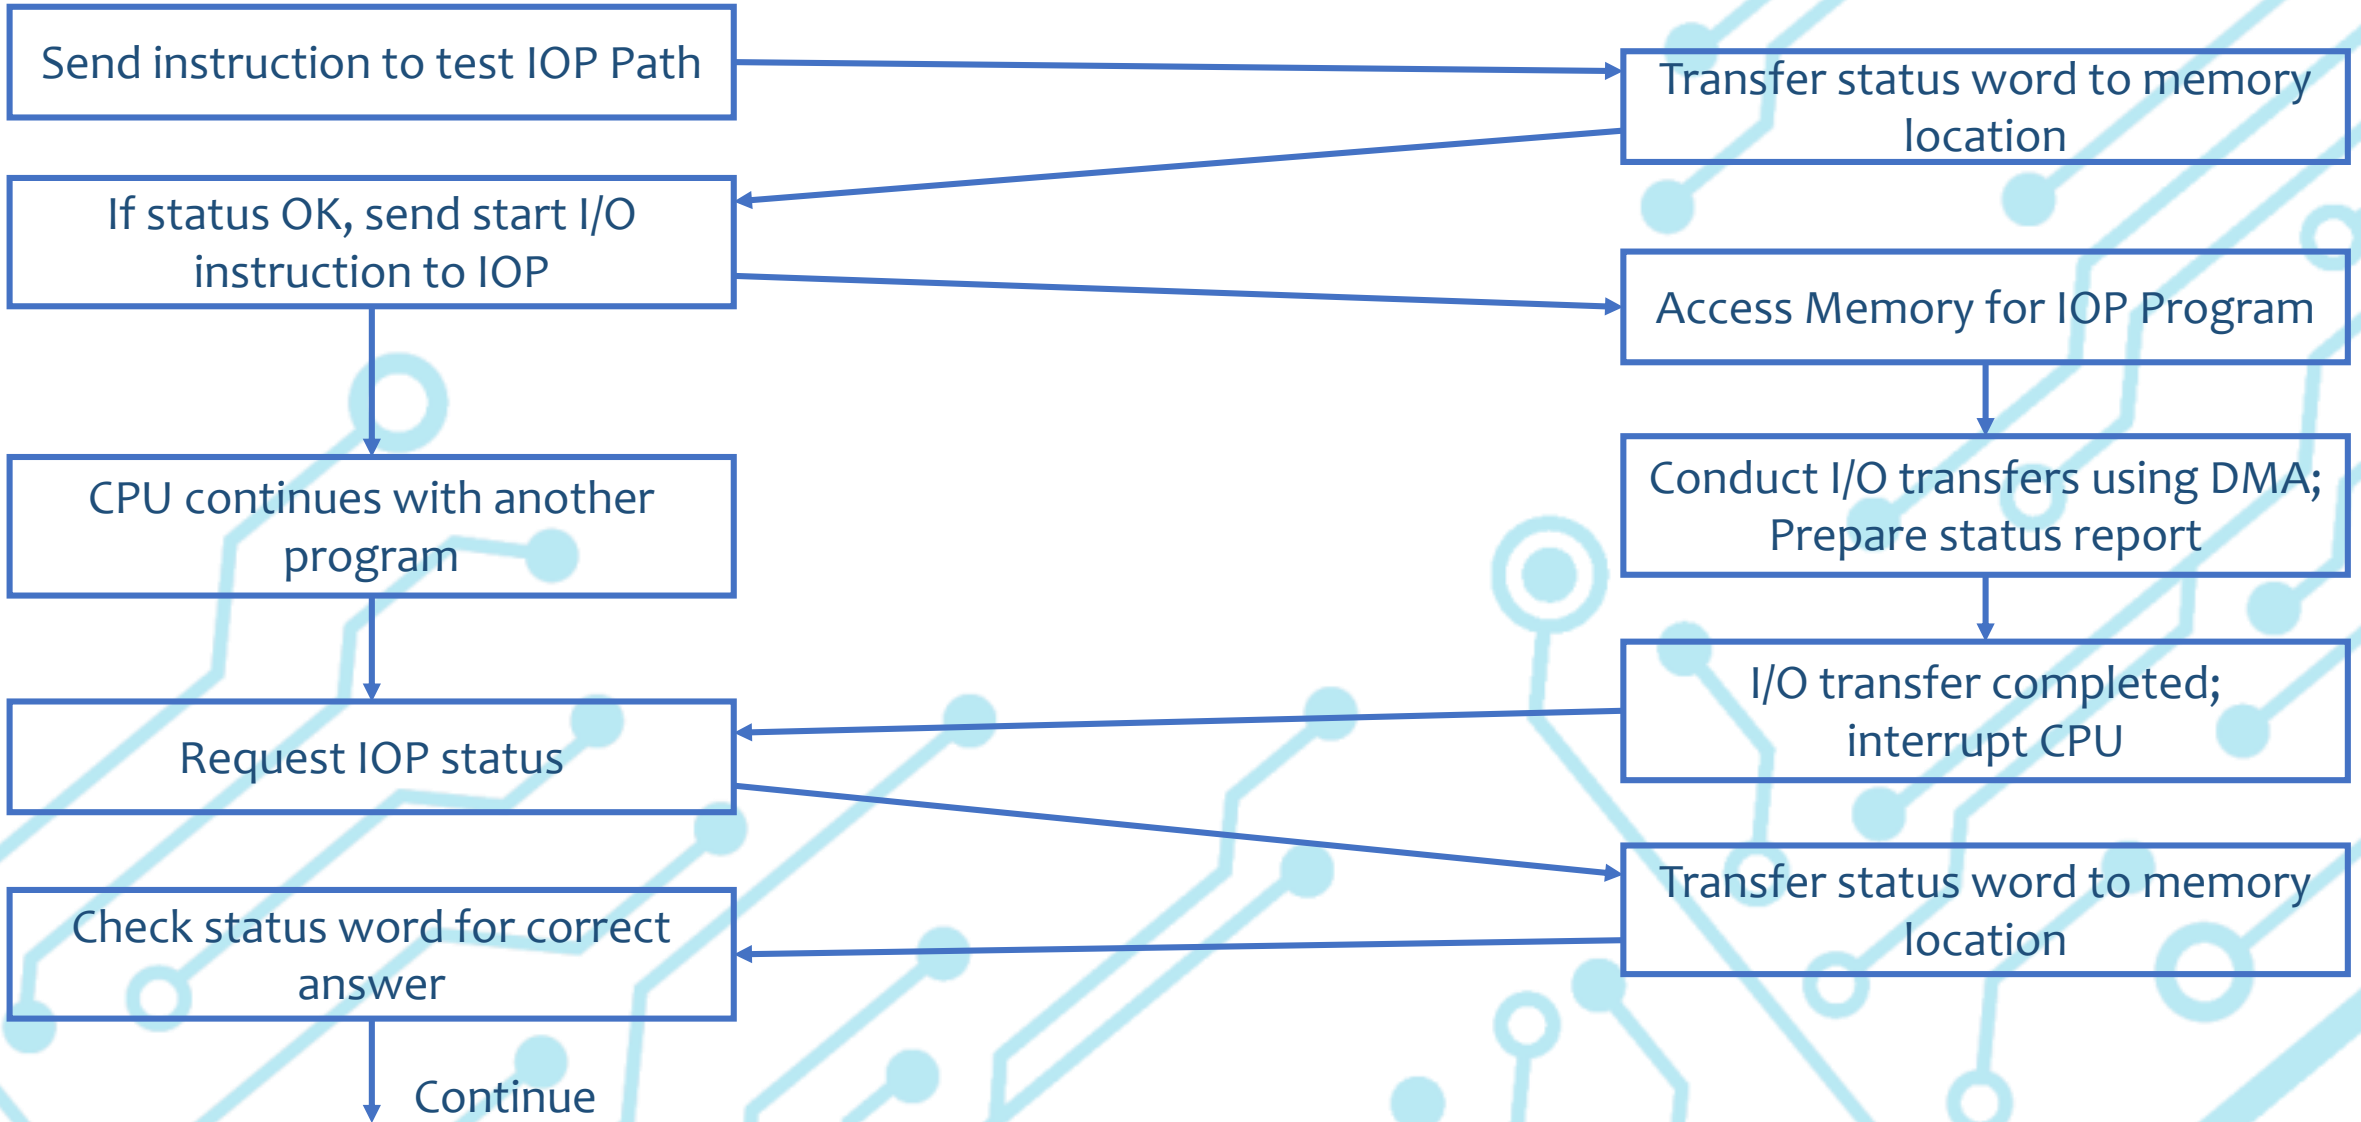 Send instruction to test IOP Path
Transfer status word to memory
location
If status OK, send start I/O
instruction to IOP
Access Memory for IOP Program
CPU continues with another
program
Conduct I/O transfers using DMA;
Prepare status report
I/O transfer completed;
interrupt CPU
Request IOP status
Transfer status word to memory
location
Check status word for correct
answer
Continue